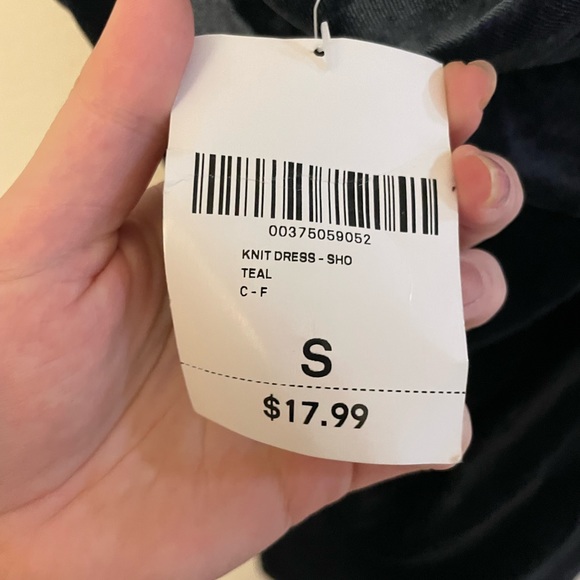 00375059052
KNIT DRESS - SHO
TEAL
C - F
S
$17.99